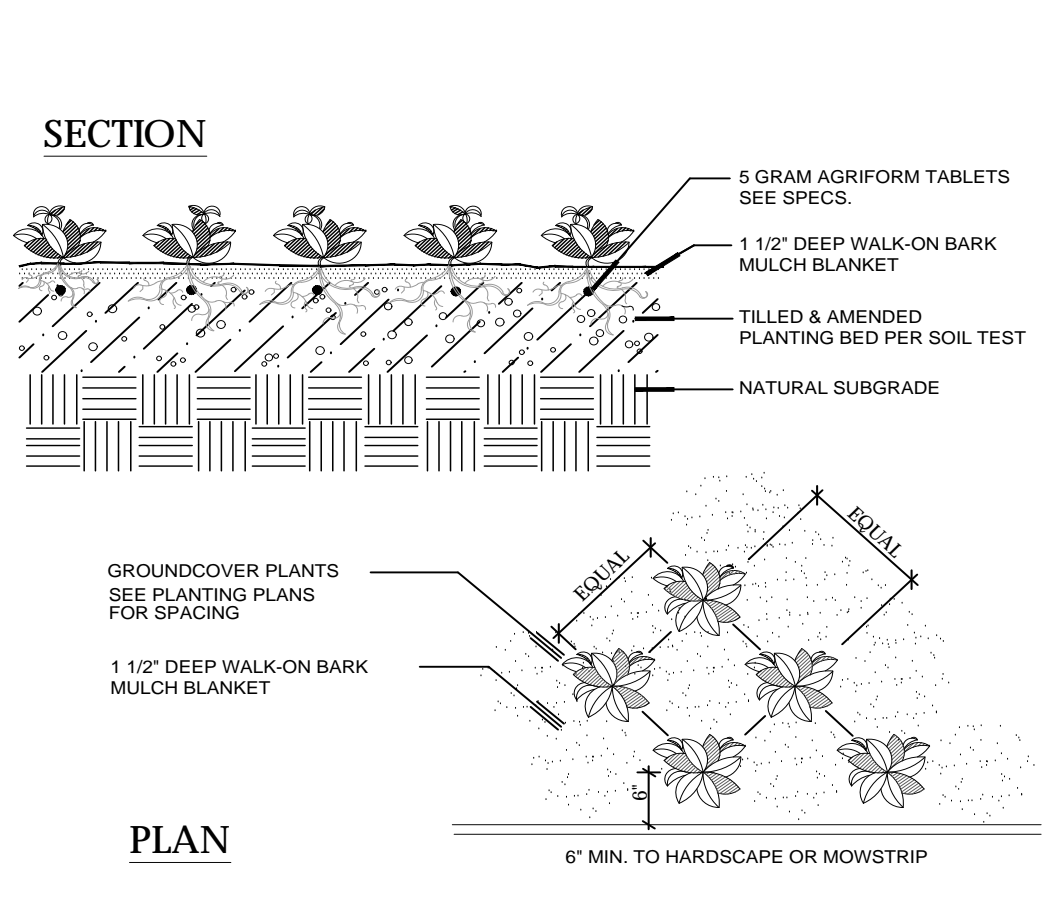 SECTION
5 GRAM AGRIFORM TABLETS
SEE SPECS.
1 1/2" DEEP WALK-ON BARK
MULCH BLANKET
TILLED & AMENDED
PLANTING BED PER SOIL TEST
NATURAL SUBGRADE
EQUAL
EQUAL
GROUNDCOVER PLANTS
SEE PLANTING PLANS
FOR SPACING
1 1/2" DEEP WALK-ON BARK
MULCH BLANKET
6"
PLAN
6" MIN. TO HARDSCAPE OR MOWSTRIP